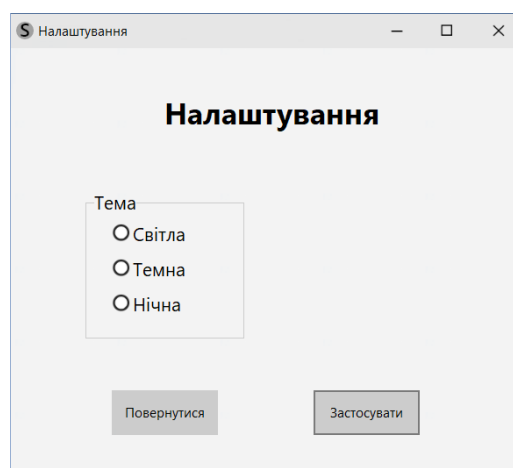 S Налаштування
Налаштування
Тема
Світла
Темна
Нічна
Повернутися Застосувати